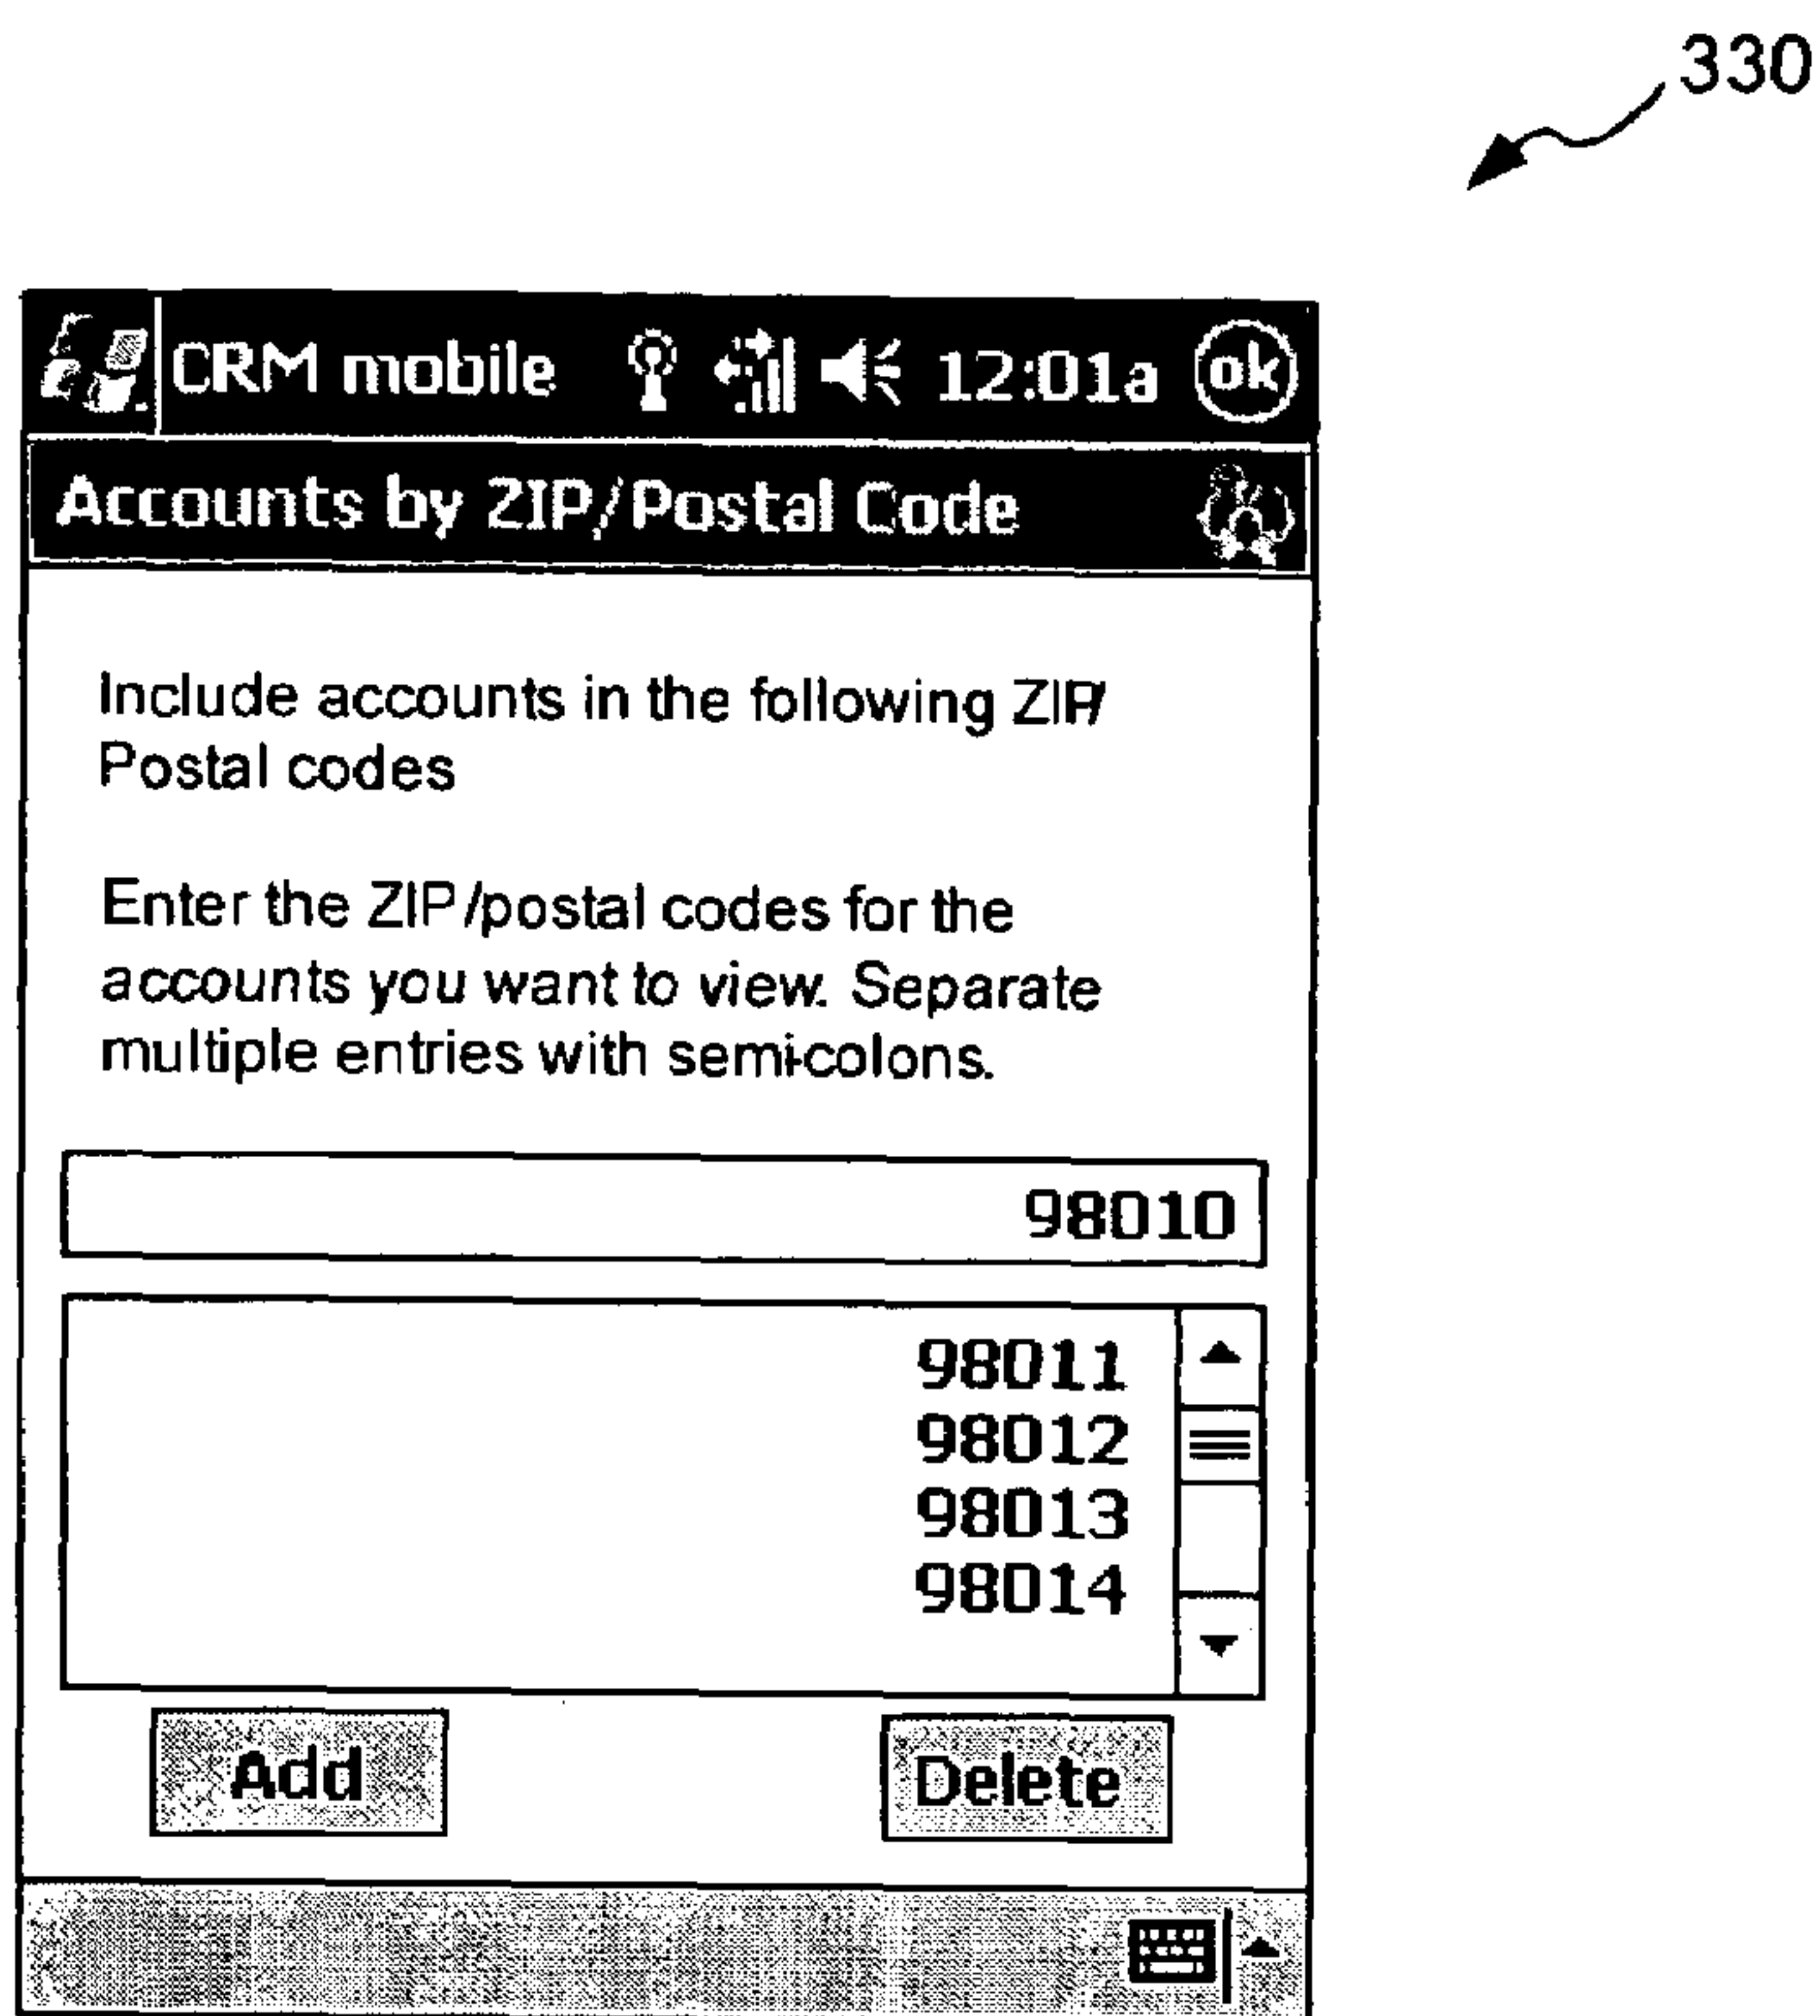 330
CRM mobile 12:01a ok
Accounts by ZIP/Postal Code
Include accounts in the following ZIP/
Postal codes
Enter the ZIP/postal codes for the
accounts you want to view. Separate
multiple entries with semi-colons.
98010
98011
98012
98013
98014
Add Delete